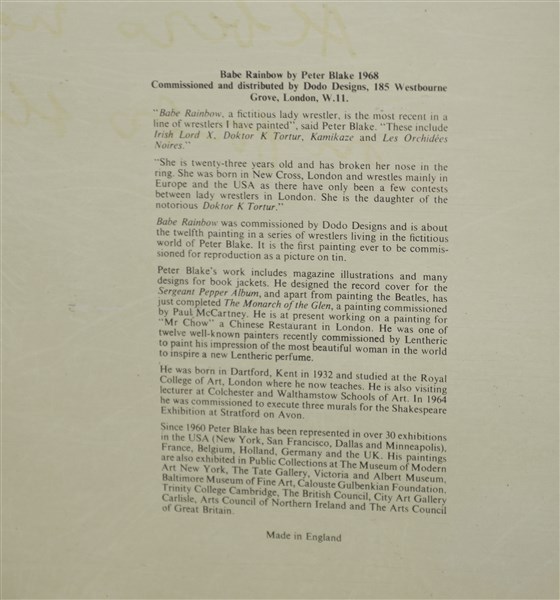 Babe Rainbow by Peter Blake 1968
Commissioned and distributed by Dodo Designs, 185 Westbourne
Grove, London, W.11.
"Babe Rainbow, a fictitious lady wrestler, is the most recent in a
line of wrestlers I have painted", said Peter Blake. "These include
Irish Lord X, Doktor K Tortur, Kamikaze and Les Orchidées
Noires."
"She is twenty-three years old and has broken her nose in the
ring. She was born in New Cross, London and wrestles mainly in
Europe and the USA as there have only been a few contests
between lady wrestlers in London. She is the daughter of the
notorious Doktor K Tortur."
Babe Rainbow was commissioned by Dodo Designs and is about
the twelfth painting in a series of wrestlers living in the fictitious
world of Peter Blake. It is the first painting ever to be commis-
sioned for reproduction as a picture on tin.
Peter Blake's work includes magazine illustrations and many
designs for book jackets. He designed the record cover for the
Sergeant Pepper Album, and apart from painting the Beatles, has
just completed The Monarch of the Glen, a painting commissioned
by Paul McCartney. He is at present working on a painting for
"Mr Chow" a Chinese Restaurant in London. He was one of
twelve well-known painters recently commissioned by Lentheric
to paint his impression of the most beautiful woman in the world
to inspire a new Lentheric perfume.
He was born in Dartford, Kent in 1932 and studied at the Royal
College of Art, London where he now teaches. He is also visiting
lecturer at Colchester and Walthamstow Schools of Art. In 1964
he was commissioned to execute three murals for the Shakespeare
Exhibition at Stratford on Avon.
Since 1960 Peter Blake has been represented in over 30 exhibitions
in the USA (New York, San Francisco, Dallas and Minneapolis),
France, Belgium, Holland, Germany and the UK. His paintings
are also exhibited in Public Collections at The Museum of Modern
Art New York, The Tate Gallery, Victoria and Albert Museum,
Baltimore Museum of Fine Art, Calouste Gulbenkian Foundation,
Trinity College Cambridge, The British Council, City Art Gallery
Carlisle, Arts Council of Northern Ireland and The Arts Council
of Great Britain.
Made in England